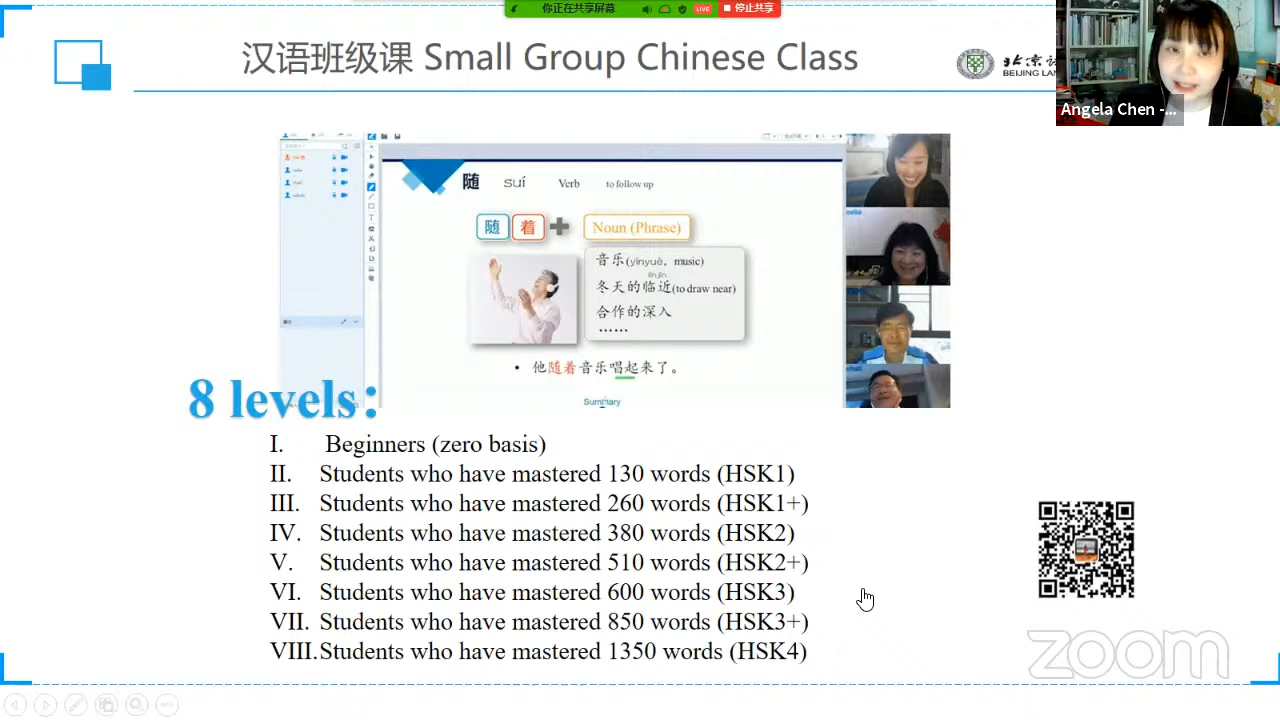 你正在共享屏幕
LIVE
停止共享
汉语班级课 Small Group Chinese Class
BEIJING LAN
Angela Chen -...
随 suí Verb to follow up
随 着 Noun (Phrase)
音乐(yīnyuè, music)
línjìn
冬天的临近(to draw near)
合作的深入
......
• 他随着音乐唱起来了。
Summary
8 levels:
I. Beginners (zero basis)
II. Students who have mastered 130 words (HSK1)
III. Students who have mastered 260 words (HSK1+)
IV. Students who have mastered 380 words (HSK2)
V. Students who have mastered 510 words (HSK2+)
VI. Students who have mastered 600 words (HSK3)
VII. Students who have mastered 850 words (HSK3+)
VIII. Students who have mastered 1350 words (HSK4)
zoom